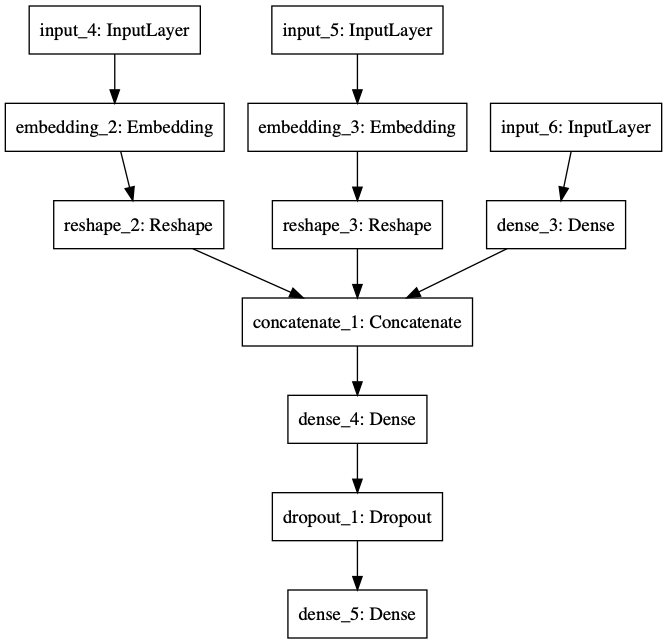 input_4: InputLayer
input_5: InputLayer
embedding_2: Embedding
embedding_3: Embedding
input_6: InputLayer
reshape_2: Reshape
reshape_3: Reshape
dense_3: Dense
concatenate_1: Concatenate
dense_4: Dense
dropout_1: Dropout
dense_5: Dense